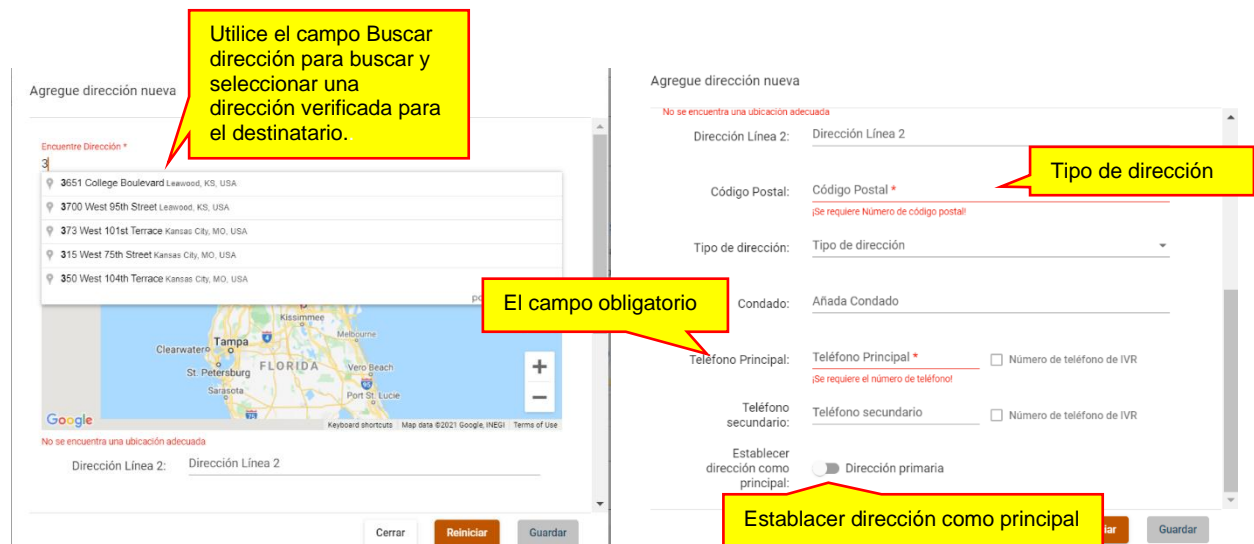 Utilice el campo Buscar
dirección para buscar y
seleccionar una
dirección verificada para
el destinatario..
Agregue dirección nueva
Encuentre Dirección *
3
3651 College Boulevard Leawood, KS, USA
3700 West 95th Street Leawood, KS, USA
373 West 101st Terrace Kansas City, MO, USA
315 West 75th Street Kansas City, MO, USA
350 West 104th Terrace Kansas City, MO, USA
Kissimmee
Melbourne
Tampa
4
Clearwater
FLORIDA
St. Petersburg
Vero Beach
Sarasota
95
Port St. Lucie
75
+
−
Google
Keyboard shortcuts Map data ©2021 Google, INEGI Terms of Use
No se encuentra una ubicación adecuada
Dirección Línea 2: Dirección Línea 2
Cerrar Reiniciar Guardar
Agregue dirección nueva
No se encuentra una ubicación adecuada
Dirección Línea 2: Dirección Línea 2
Tipo de dirección
Código Postal: Código Postal *
¡Se requiere Número de código postal!
Tipo de dirección: Tipo de dirección
El campo obligatorio
Condado: Añada Condado
Teléfono Principal: Teléfono Principal * Número de teléfono de IVR
¡Se requiere el número de teléfono!
Teléfono
secundario: Teléfono secundario Número de teléfono de IVR
Establecer
dirección como
principal: Dirección primaria
Establacer dirección como principal
Guardar